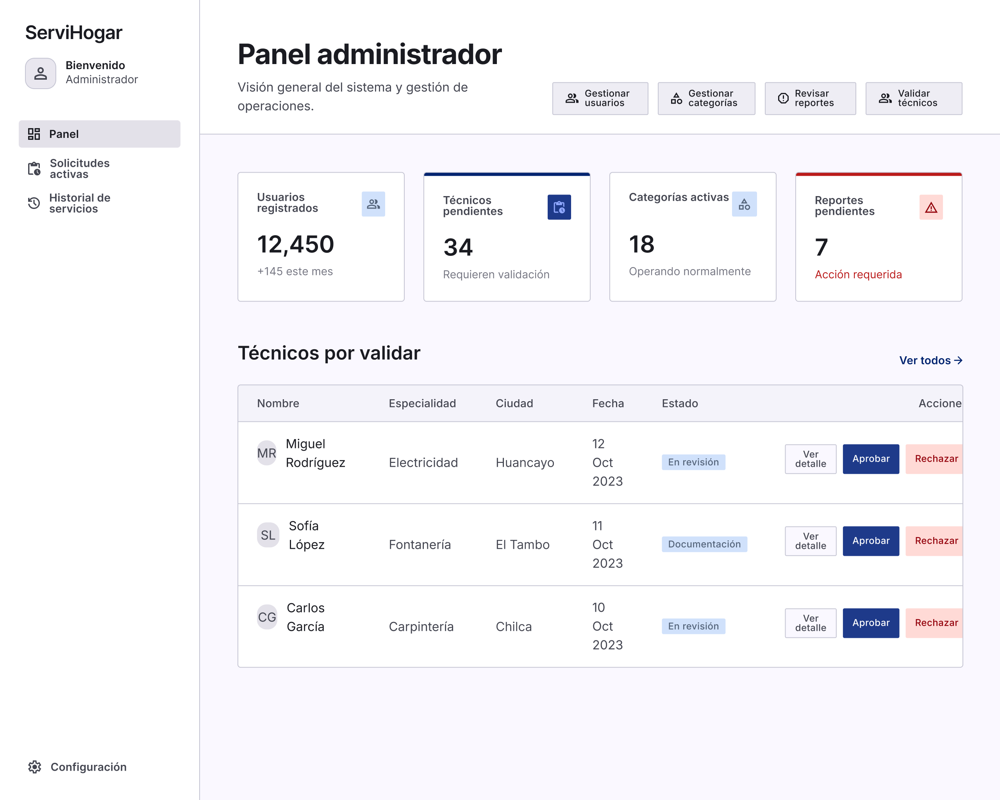 ServiHogar
Bienvenido
Administrador
Panel
Solicitudes
activas
Historial de
servicios
Configuración
Panel administrador
Visión general del sistema y gestión de
operaciones.
Gestionar
usuarios
Gestionar
categorías
Revisar
reportes
Validar
técnicos
Usuarios
registrados
12,450
+145 este mes
Técnicos
pendientes
34
Requieren validación
Categorías activas
18
Operando normalmente
Reportes
pendientes
7
Acción requerida
Técnicos por validar
Ver todos →
Nombre Especialidad Ciudad Fecha Estado Accione
MR
Miguel
Rodríguez
Electricidad
Huancayo
12
Oct
2023
En revisión
Ver
detalle
Aprobar
Rechazar
SL
Sofía
López
Fontanería
El Tambo
11
Oct
2023
Documentación
Ver
detalle
Aprobar
Rechazar
CG
Carlos
García
Carpintería
Chilca
10
Oct
2023
En revisión
Ver
detalle
Aprobar
Rechazar